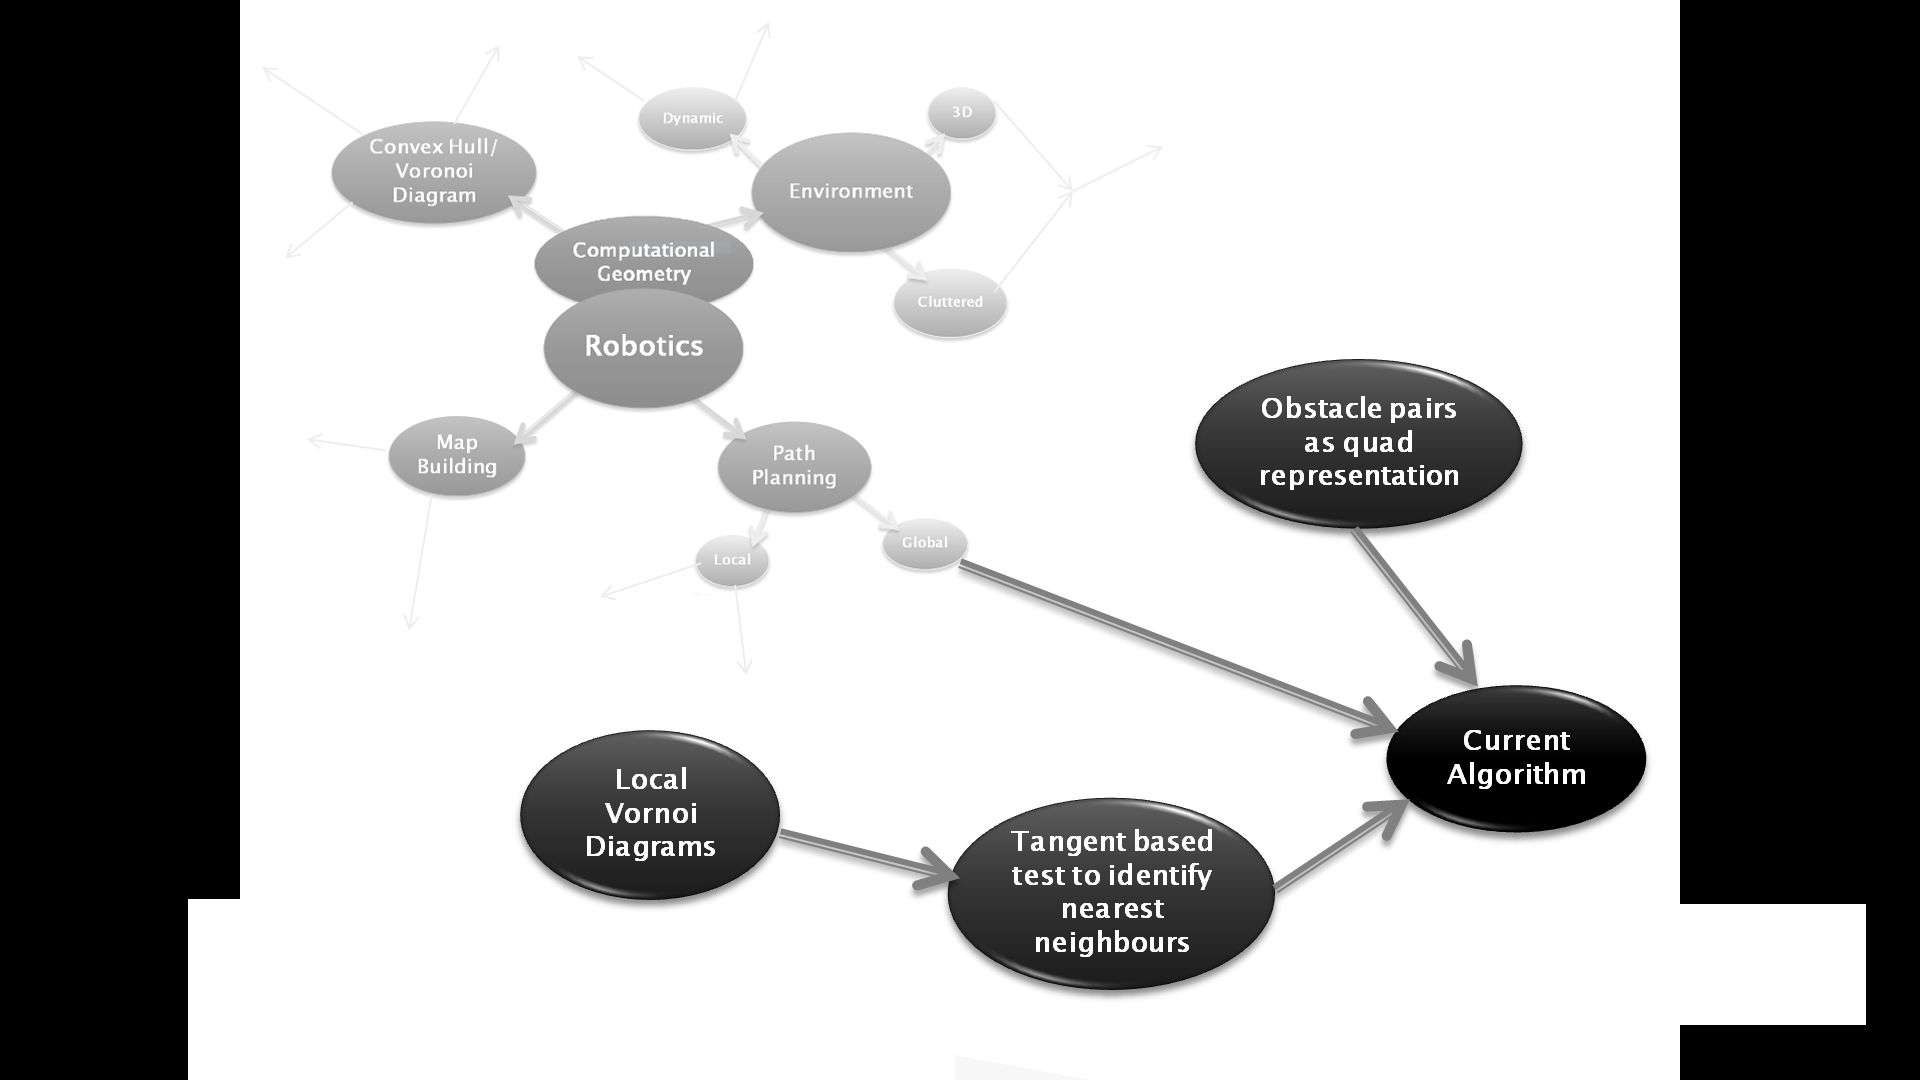 Dynamic
3D
Convex Hull/
Voronoi
Diagram
Environment
Computational
Geometry
Cluttered
Robotics
Map
Building
Path
Planning
Local
Global
Obstacle pairs
as quad
representation
Current
Algorithm
Local
Vornoi
Diagrams
Tangent based
test to identify
nearest
neighbours